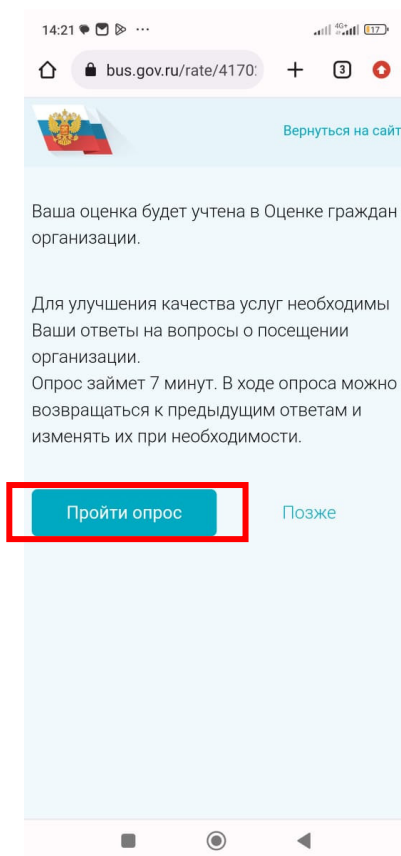 14:21 ... 4G+ 17
bus.gov.ru/rate/4170 3
Вернуться на сайт
Ваша оценка будет учтена в Оценке граждан
организации.
Для улучшения качества услуг необходимы
Ваши ответы на вопросы о посещении
организации.
Опрос займет 7 минут. В ходе опроса можно
возвращаться к предыдущим ответам и
изменять их при необходимости.
Пройти опрос Позже